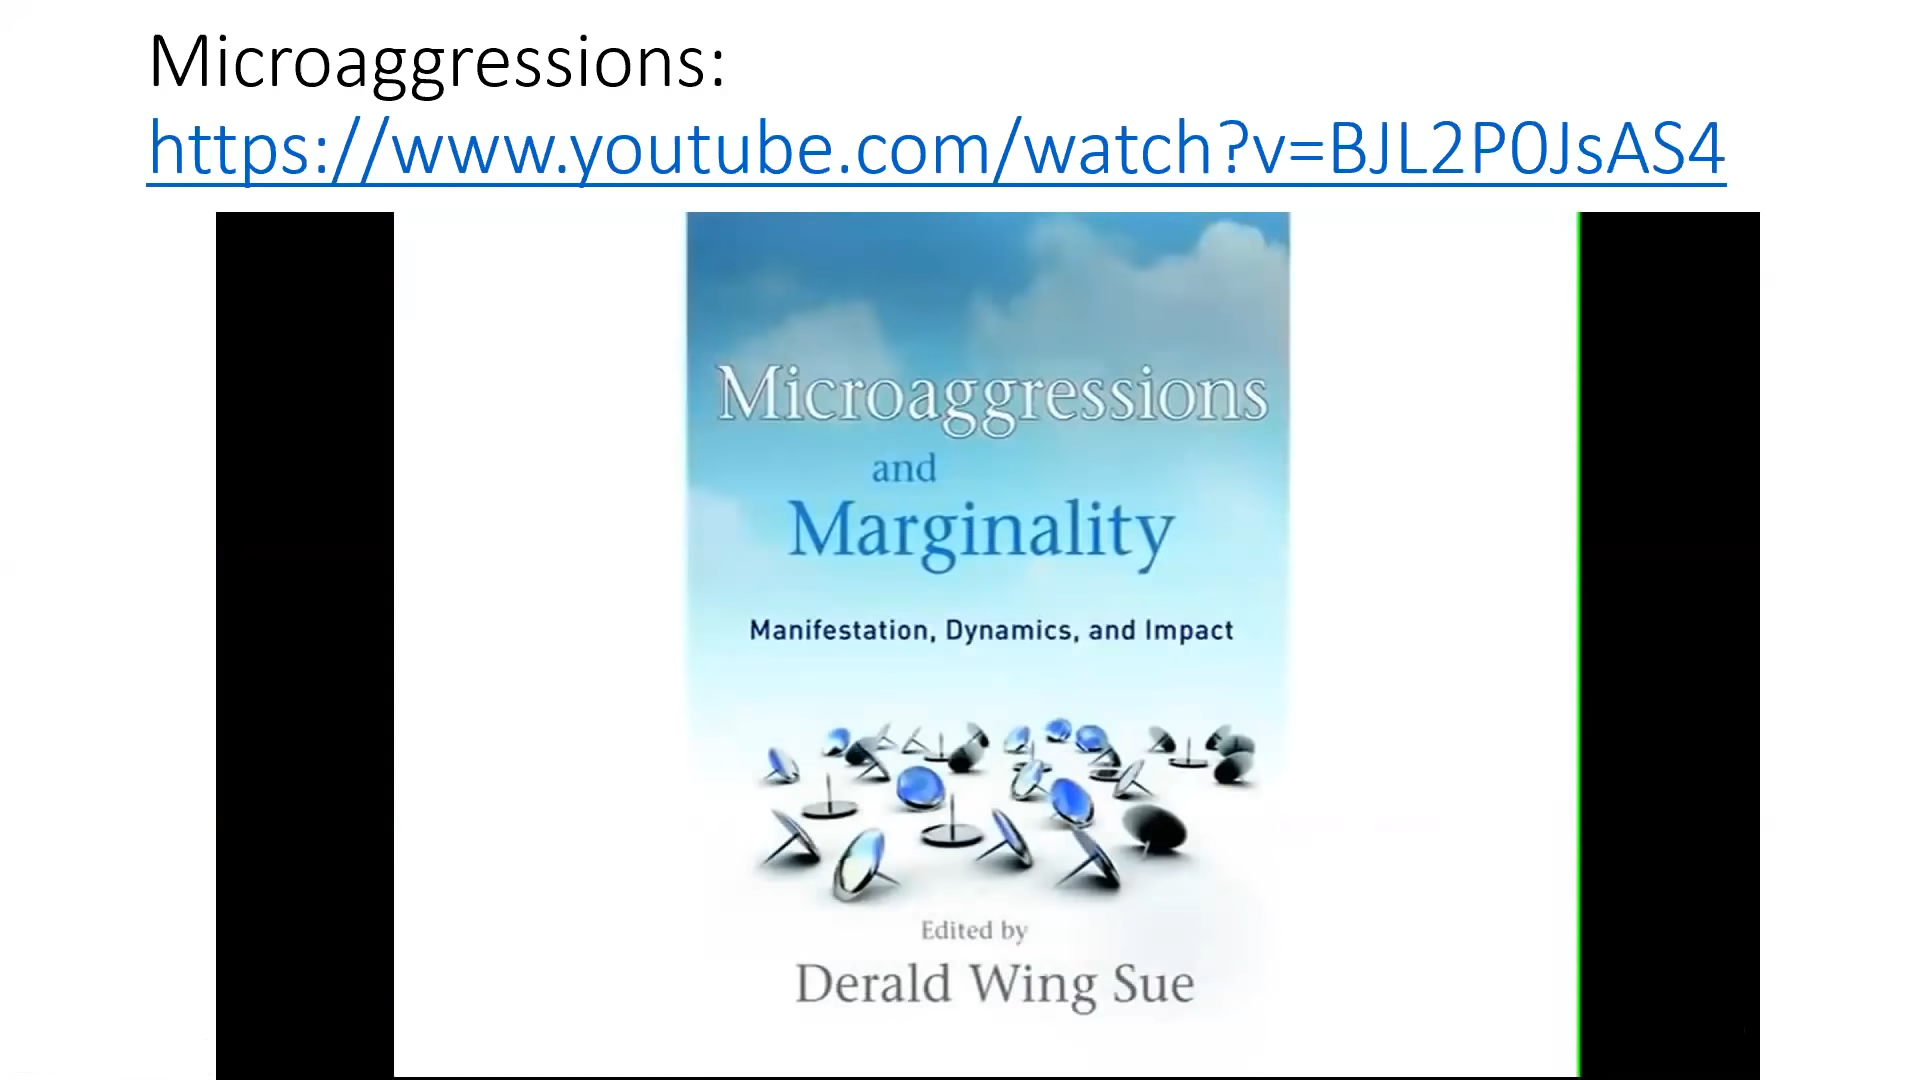 Microaggressions:
https://www.youtube.com/watch?v=BJL2P0JsAS4
Microaggressions
and
Marginality
Manifestation, Dynamics, and Impact
Edited by
Derald Wing Sue